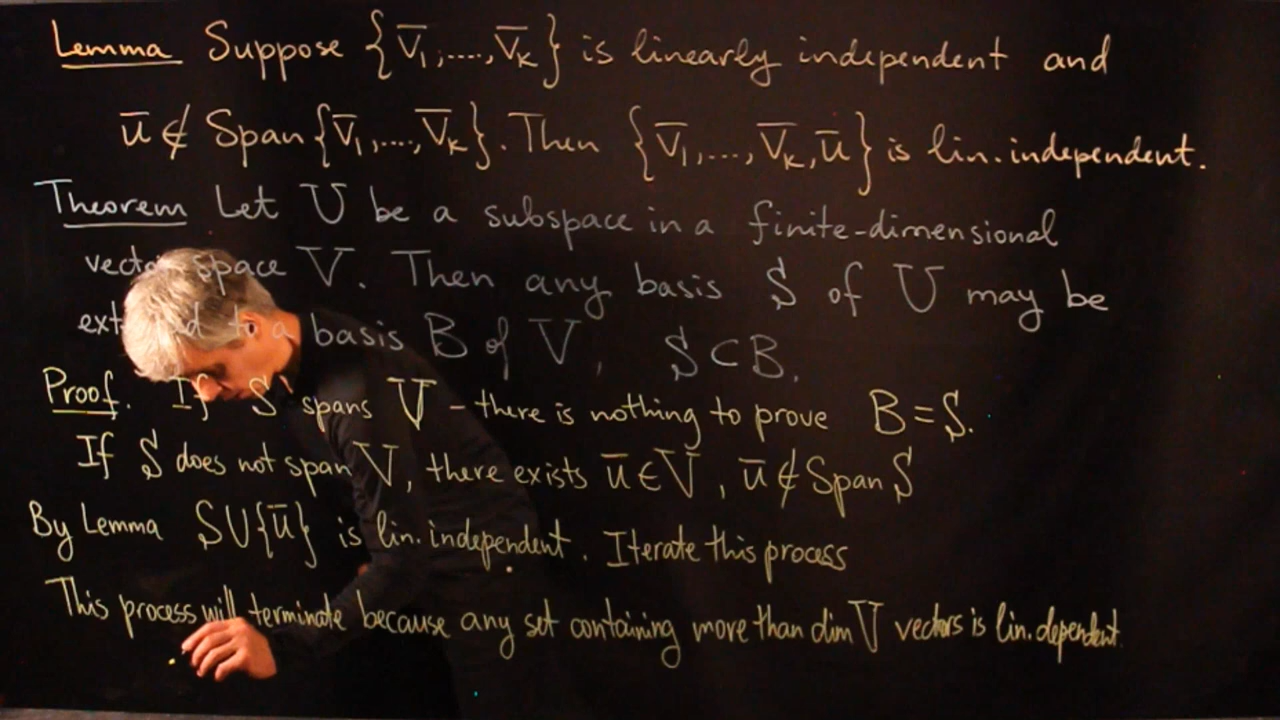 Lemma Suppose {v̄₁,....,v̄ₖ} is linearly independent and
ū ∉ Span{v̄₁,....,v̄ₖ}. Then {v̄₁,...,v̄ₖ,ū} is lin. independent.
Theorem Let U be a subspace in a finite-dimensional
vector space V. Then any basis S of U may be
extended to a basis B of V, S⊂B.
Proof. If S spans V – there is nothing to prove B=S.
If S does not span V, there exists ū∈V, ū∉Span S
By Lemma S∪{ū} is lin. independent. Iterate this process
This process will terminate because any set containing more than dim V vectors is lin. dependent.